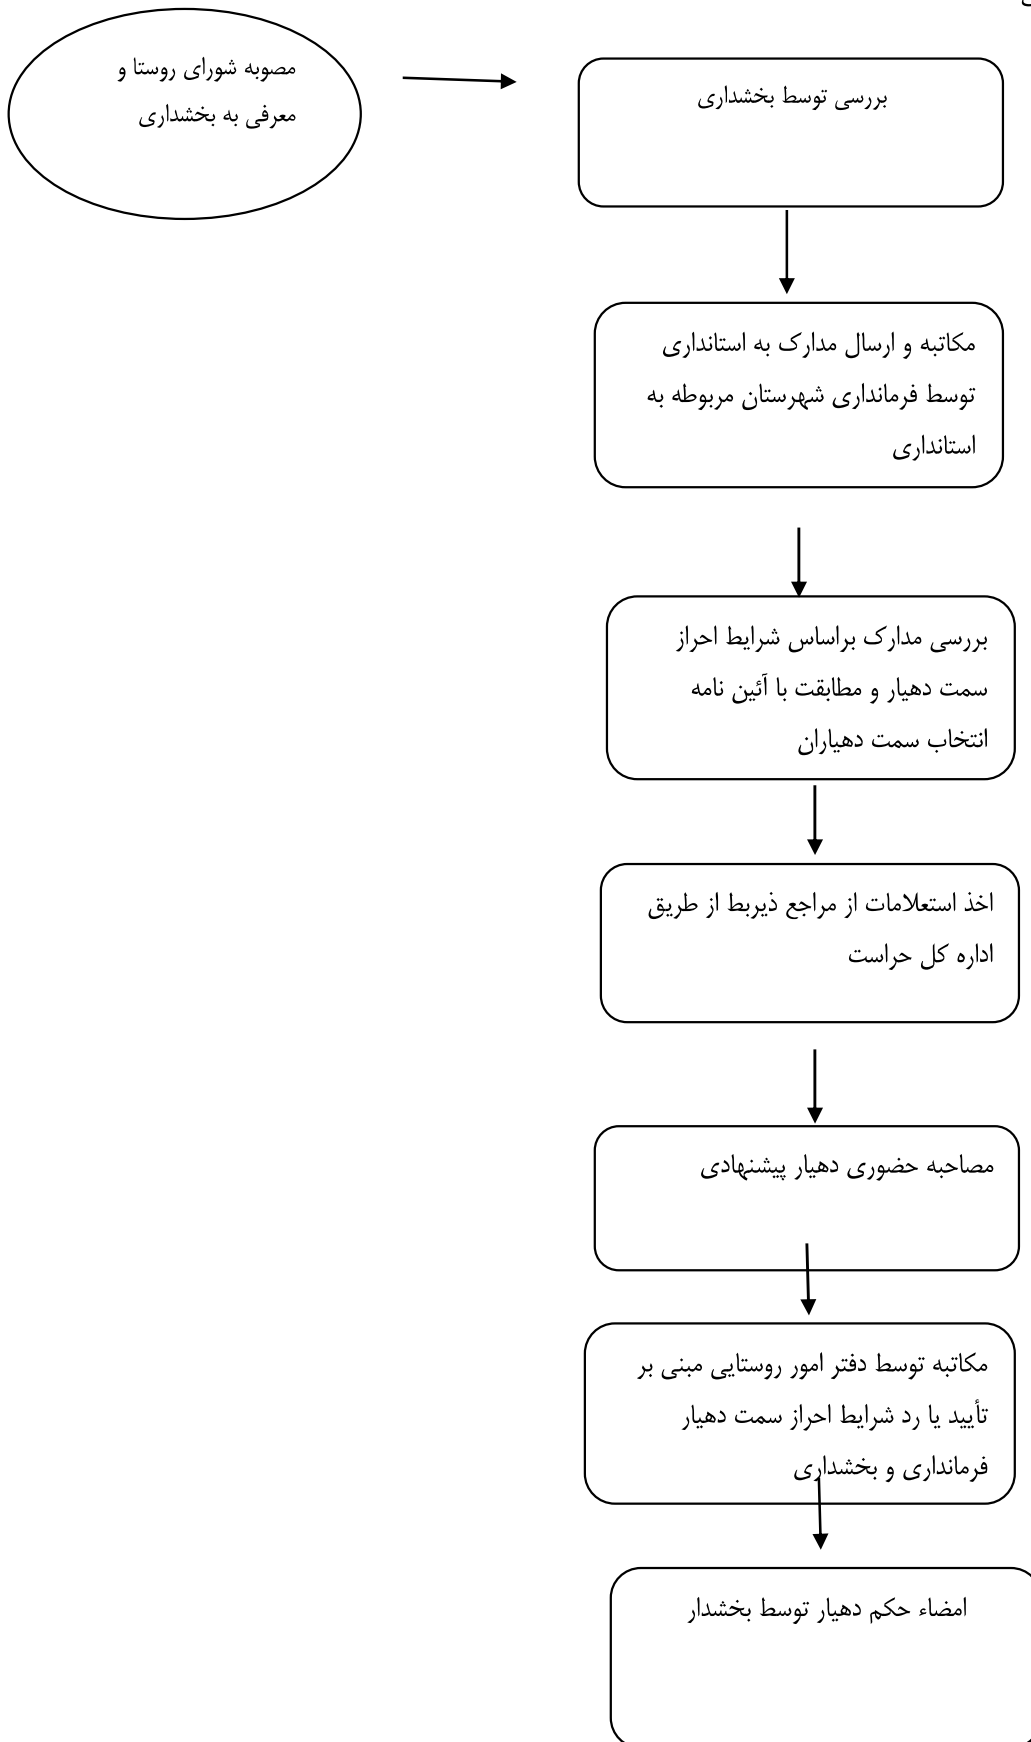 مصوبه شورای روستا و
معرفی به بخشداری
بررسی توسط بخشداری
مکاتبه و ارسال مدارک به استانداری
توسط فرمانداری شهرستان مربوطه به
استانداری
بررسی مدارک براساس شرایط احراز
سمت دهیار و مطابقت با آئین نامه
انتخاب سمت دهیاران
اخذ استعلامات از مراجع ذیربط از طریق
اداره کل حراست
مصاحبه حضوری دهیار پیشنهادی
مکاتبه توسط دفتر امور روستایی مبنی بر
تأیید یا رد شرایط احراز سمت دهیار
فرمانداری و بخشداری
امضاء حکم دهیار توسط بخشدار